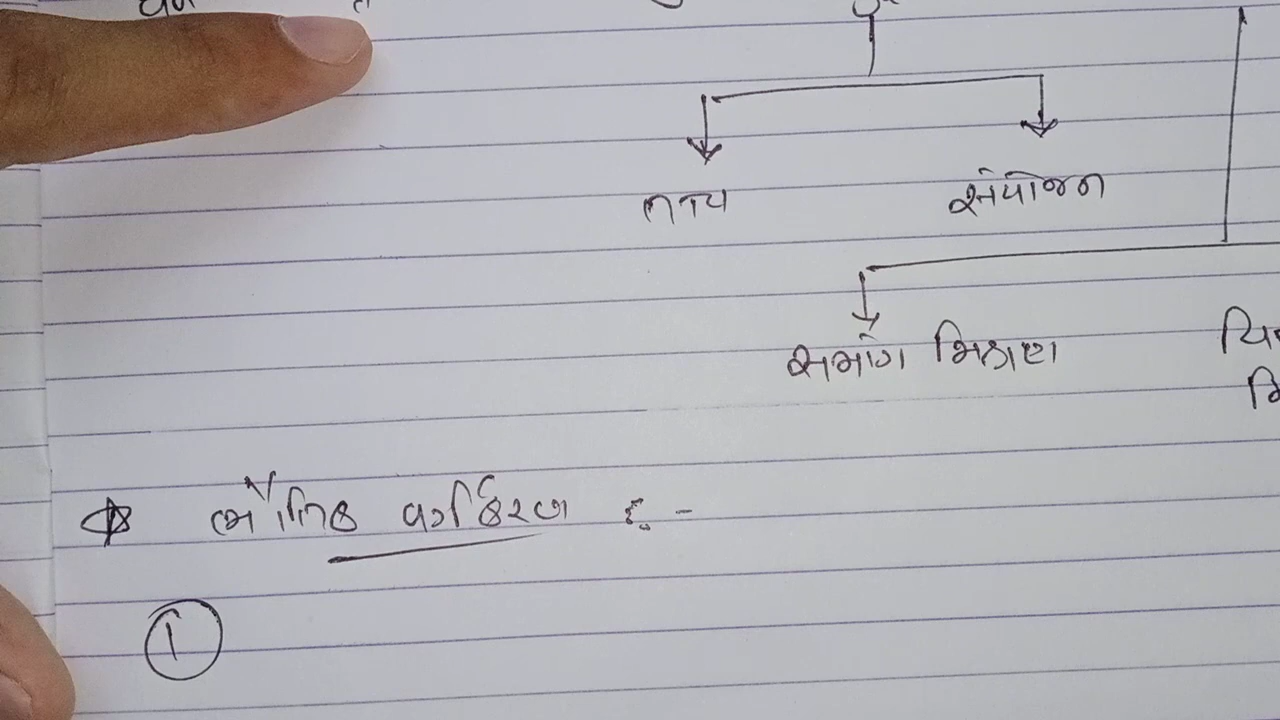 તત્વ સંયોજન
સમાંગ મિશ્રણ
ભૌતિક વર્ગીકરણ :-
①